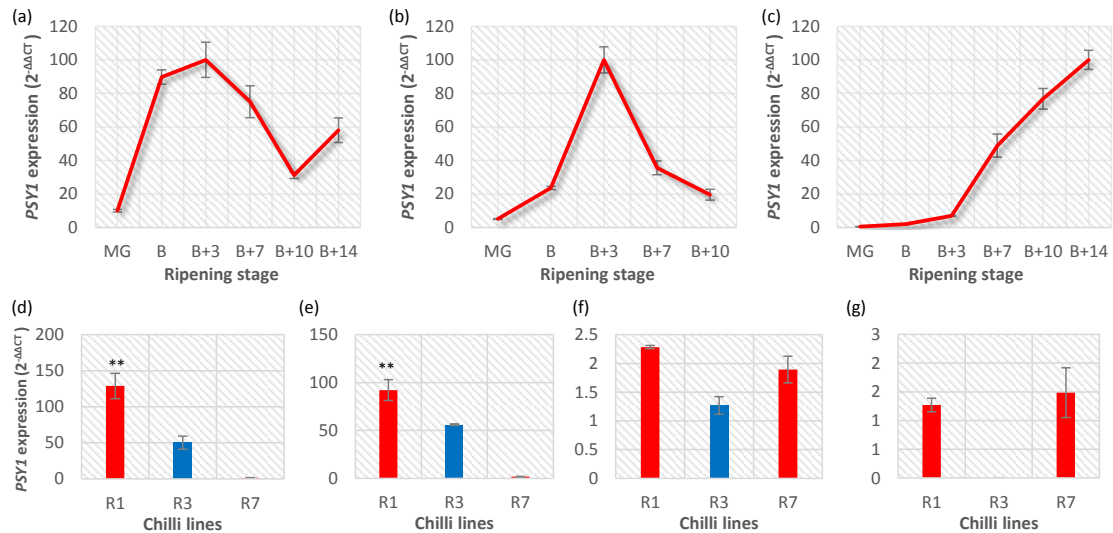 (a)
PSY1 expression (2-ΔΔCT)
120
100
80
60
40
20
0
MG B B+3 B+7 B+10 B+14
Ripening stage
(b)
PSY1 expression (2-ΔΔCT)
120
100
80
60
40
20
0
MG B B+3 B+7 B+10
Ripening stage
(c)
PSY1 expression (2-ΔΔCT)
120
100
80
60
40
20
0
MG B B+3 B+7 B+10 B+14
Ripening stage
(d)
PSY1 expression (2-ΔΔCT)
200
150
100
50
0
**
R1 R3 R7
Chilli lines
(e)
150
100
50
0
**
R1 R3 R7
Chilli lines
(f)
2.5
2
1.5
1
0.5
0
R1 R3 R7
Chilli lines
(g)
3
2
2
1
1
0
R1 R3 R7
Chilli lines